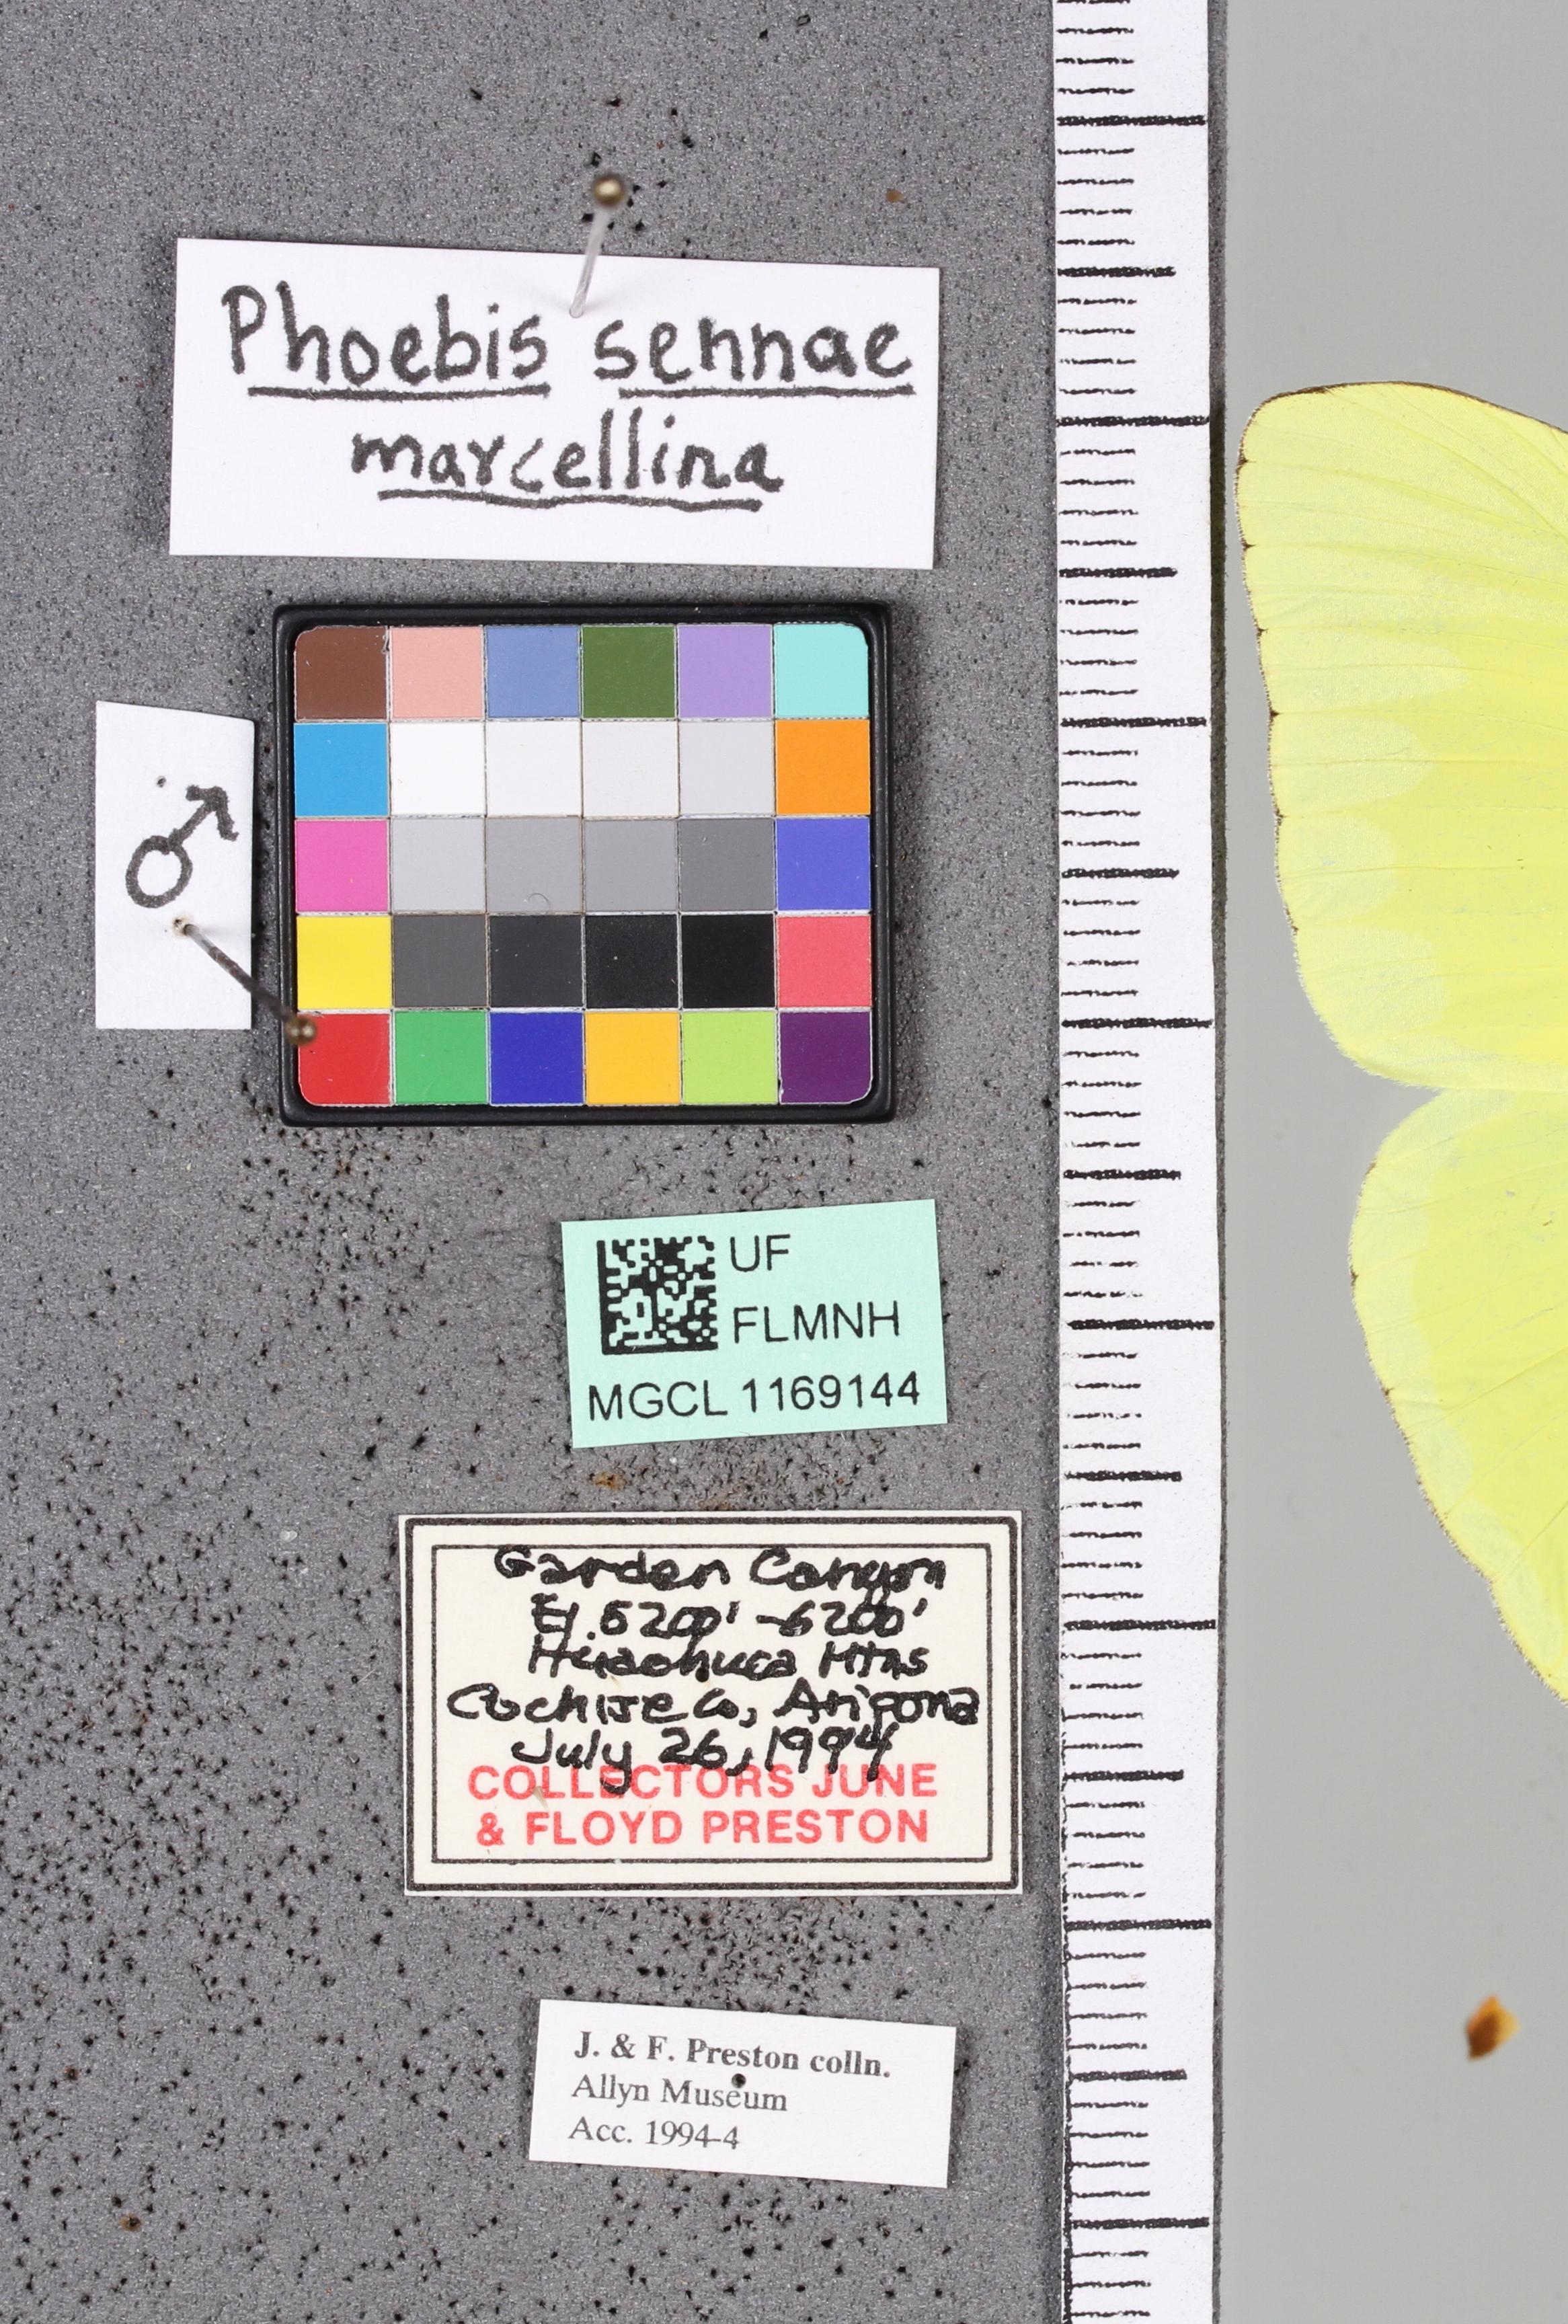 Phoebis sennae
marcellina
♂
UF
FLMNH
MGCL 1169144
Garden Canyon
El. 5200' - 6200'
Huachuca Mtns
Cochise Co, Arizona
July 26, 1994
COLLECTORS JUNE
& FLOYD PRESTON
J. & F. Preston colln.
Allyn Museum
Acc. 1994-4